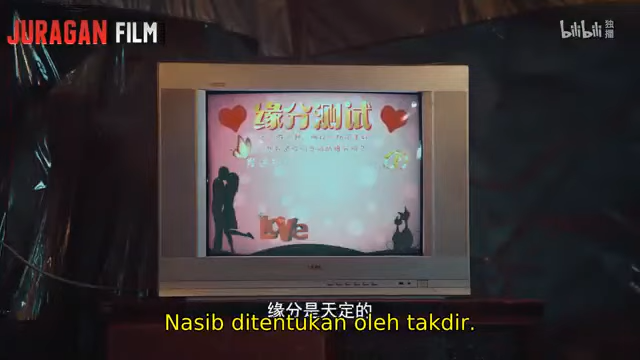 JURAGAN FILM
bilibili 独播
缘分测试
Love
缘分是天定的
Nasib ditentukan oleh takdir.